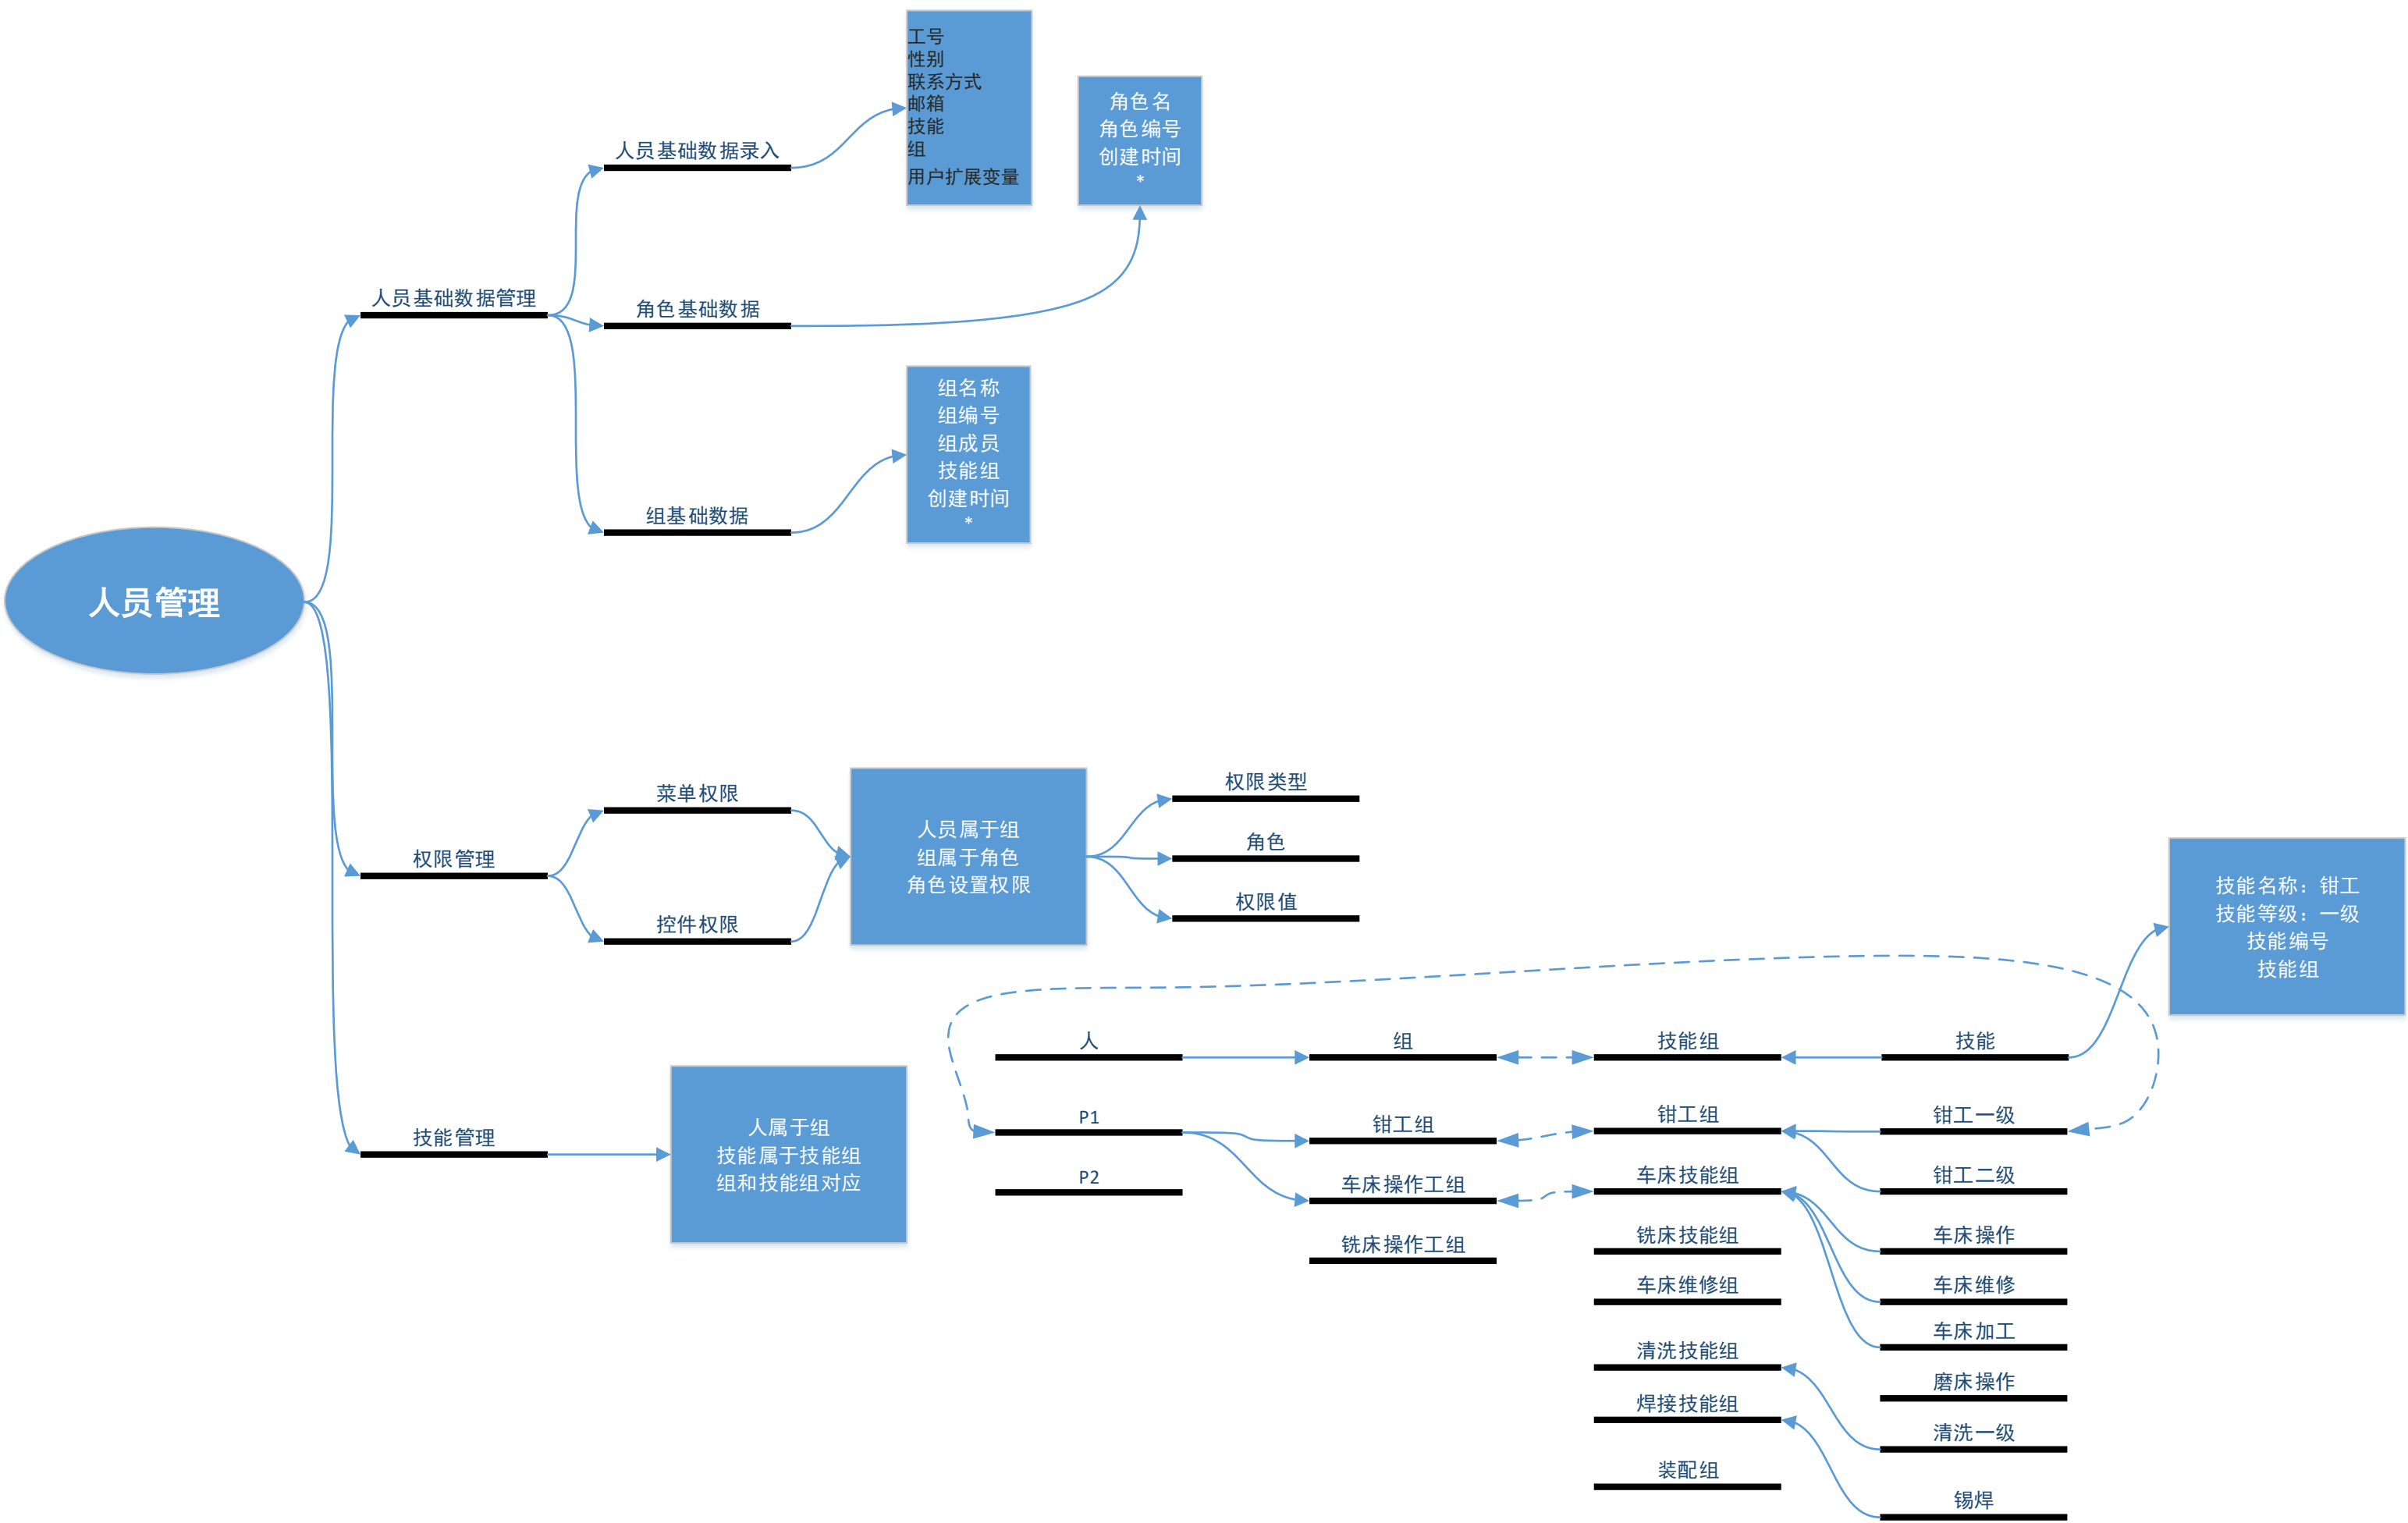 工号
性别
联系方式
邮箱
技能
组
用户扩展变量
角色名
角色编号
创建时间
*
人员基础数据录入
人员基础数据管理
角色基础数据
组名称
组编号
组成员
技能组
创建时间
*
组基础数据
人员管理
菜单权限
权限管理
控件权限
人员属于组
组属于角色
角色设置权限
权限类型
角色
权限值
技能名称：钳工
技能等级：一级
技能编号
技能组
技能管理
人属于组
技能属于技能组
组和技能组对应
人
组
技能组
技能
P1
钳工组
钳工组
钳工一级
P2
车床操作工组
车床技能组
钳工二级
铣床操作工组
铣床技能组
车床操作
车床维修组
车床维修
车床加工
清洗技能组
磨床操作
焊接技能组
清洗一级
装配组
锡焊